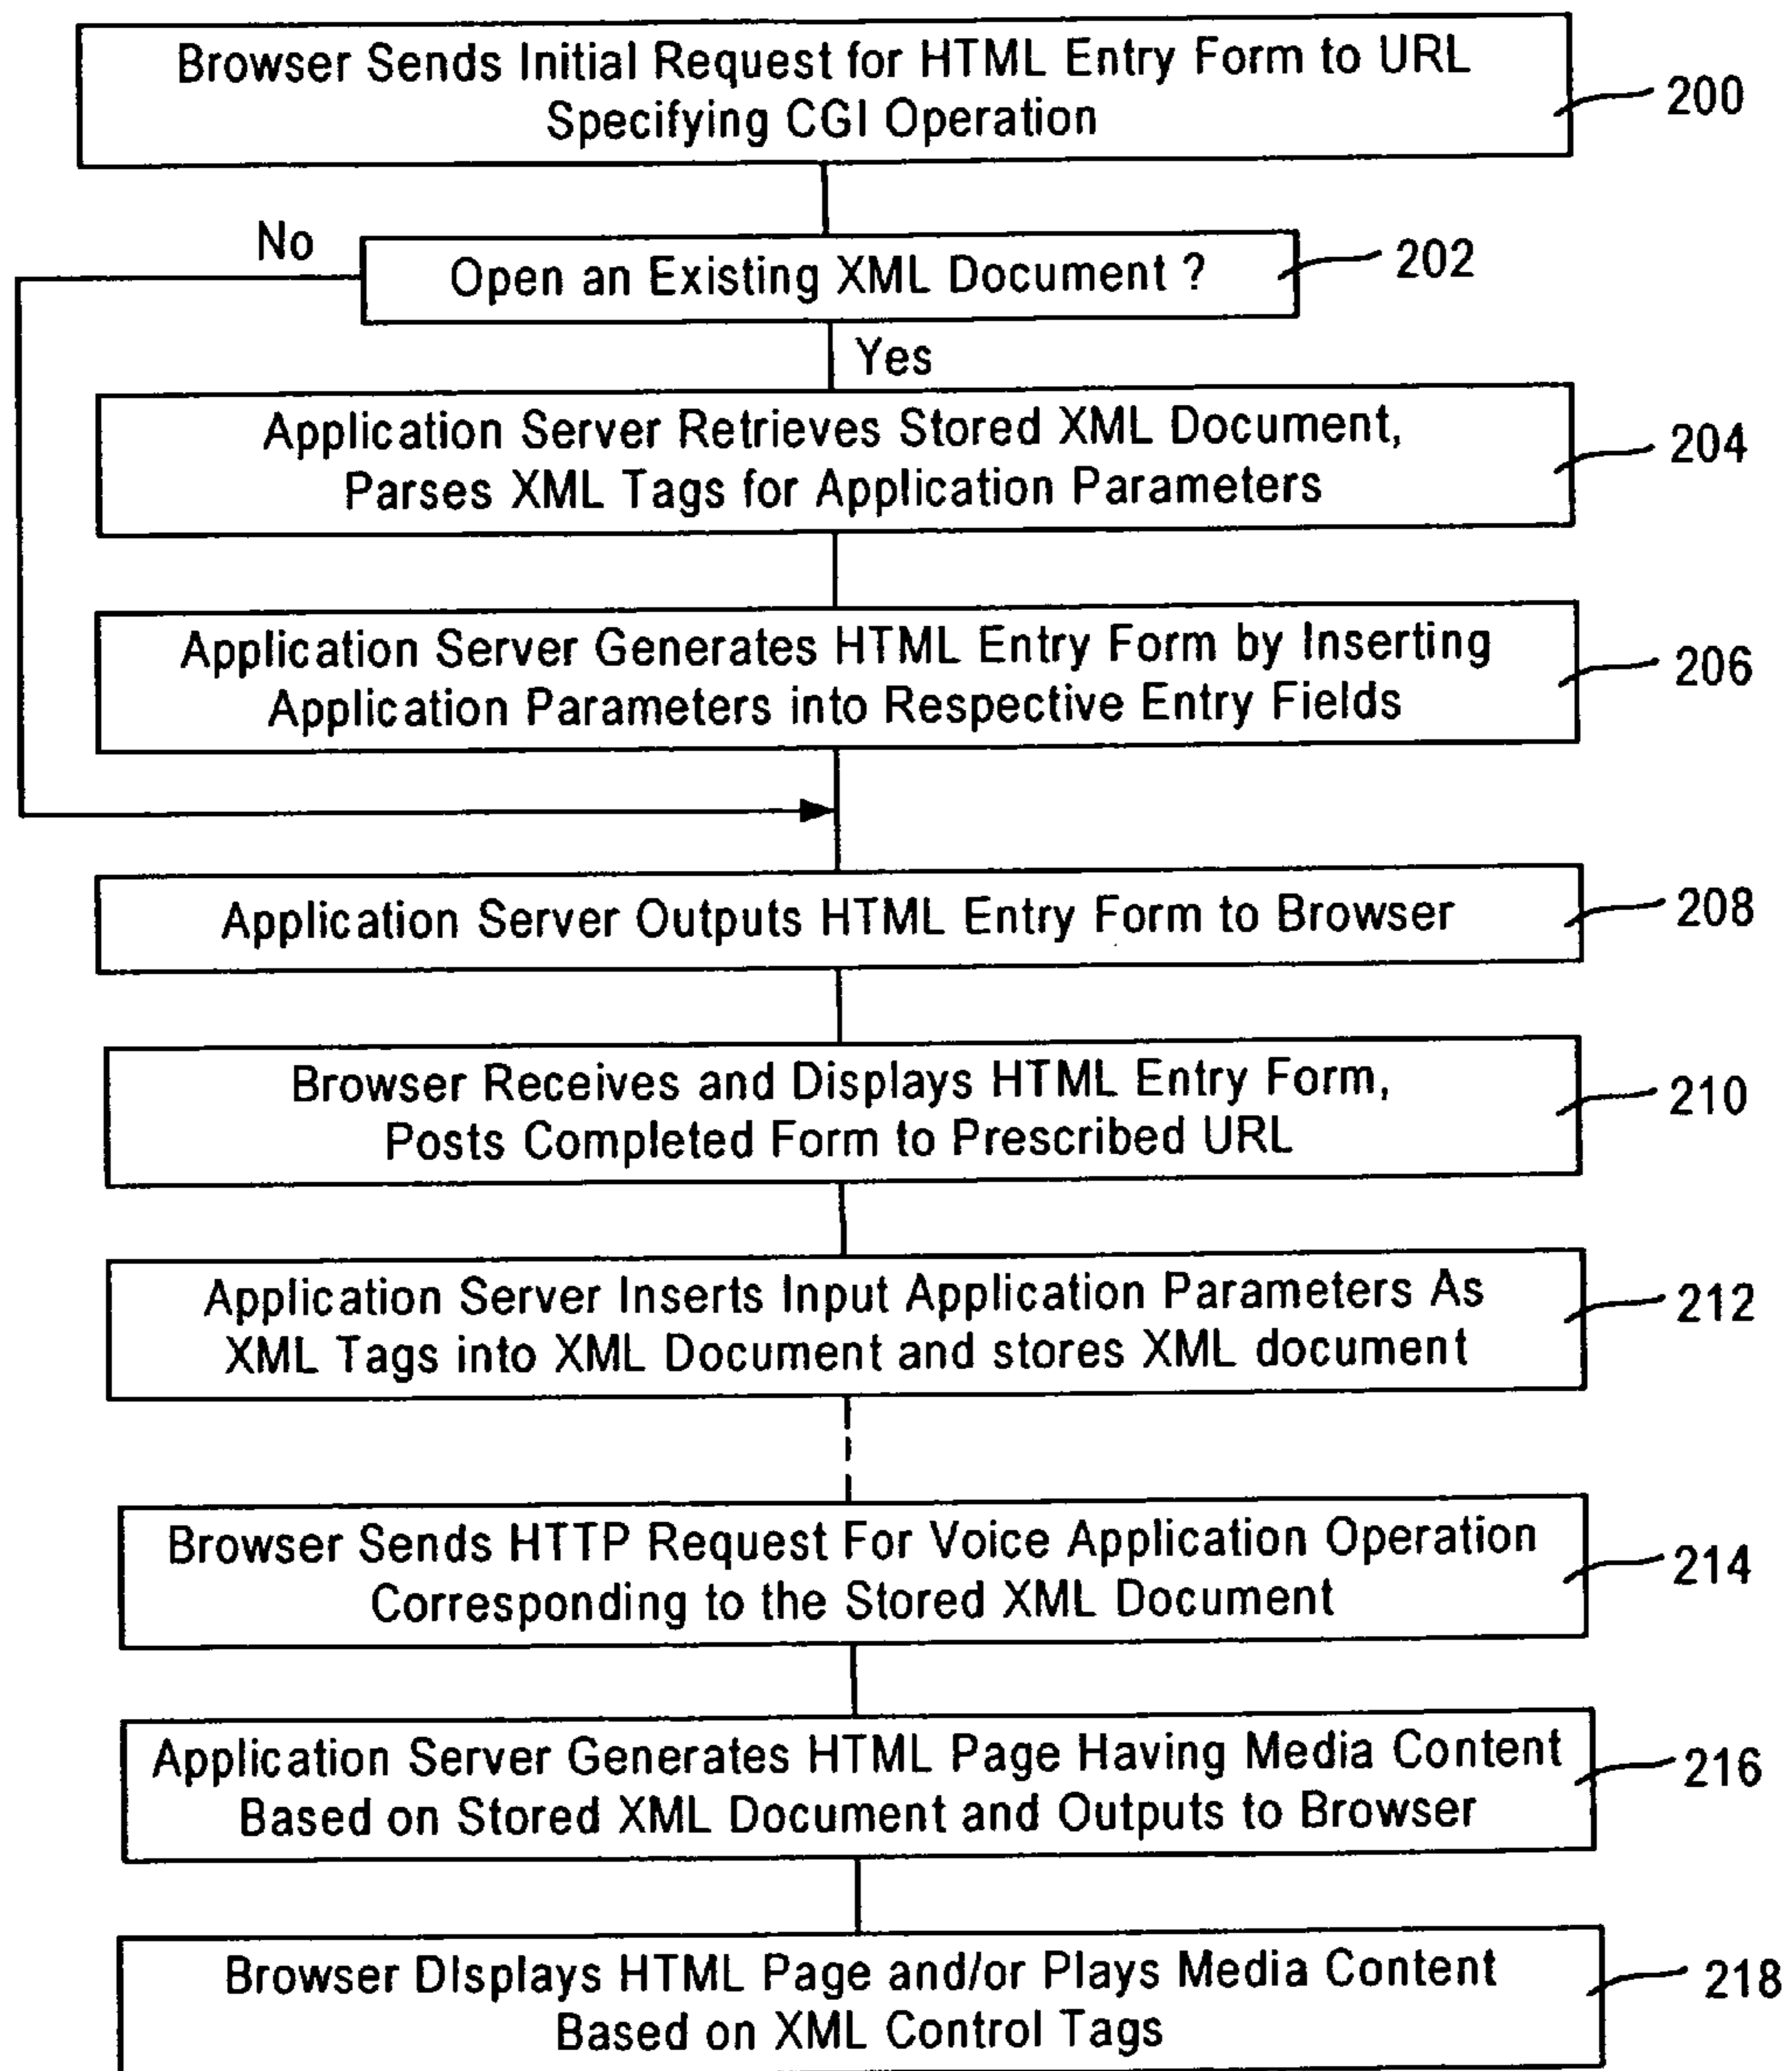 Browser Sends Initial Request for HTML Entry Form to URL
Specifying CGI Operation
200
No
Open an Existing XML Document ?
202
Yes
Application Server Retrieves Stored XML Document,
Parses XML Tags for Application Parameters
204
Application Server Generates HTML Entry Form by Inserting
Application Parameters into Respective Entry Fields
206
Application Server Outputs HTML Entry Form to Browser
208
Browser Receives and Displays HTML Entry Form,
Posts Completed Form to Prescribed URL
210
Application Server Inserts Input Application Parameters As
XML Tags into XML Document and stores XML document
212
Browser Sends HTTP Request For Voice Application Operation
Corresponding to the Stored XML Document
214
Application Server Generates HTML Page Having Media Content
Based on Stored XML Document and Outputs to Browser
216
Browser DIsplays HTML Page and/or Plays Media Content
Based on XML Control Tags
218